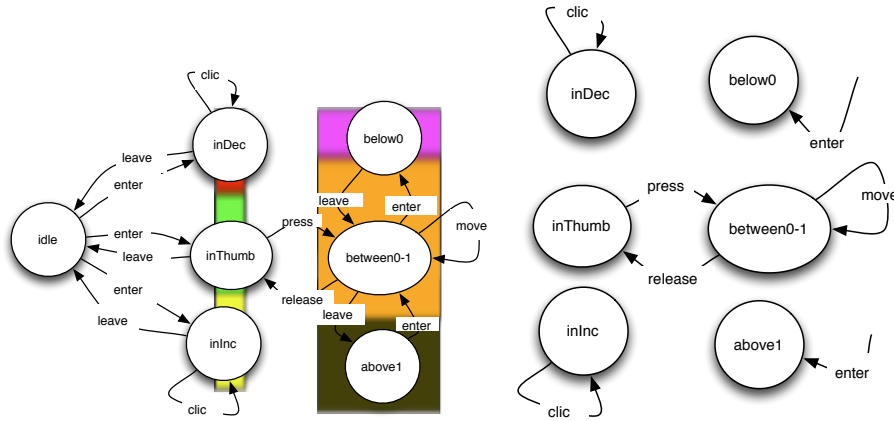 clic
inDec
below0
leave
enter
idle
enter
leave
inThumb
press
leave
enter
move
between0-1
release
enter
leave
inInc
clic
leave
enter
above1
clic
inDec
below0
enter
press
inThumb
between0-1
move
release
inInc
above1
enter
clic